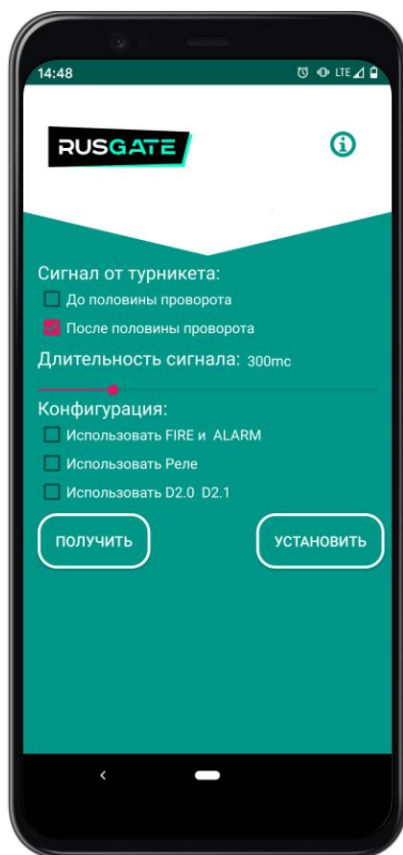 14:48
LTE
RUSGATE
Сигнал от турникета:
До половины проворота
После половины проворота
Длительность сигнала: 300mc
Конфигурация:
Использовать FIRE и ALARM
Использовать Реле
Использовать D2.0 D2.1
ПОЛУЧИТЬ
УСТАНОВИТЬ